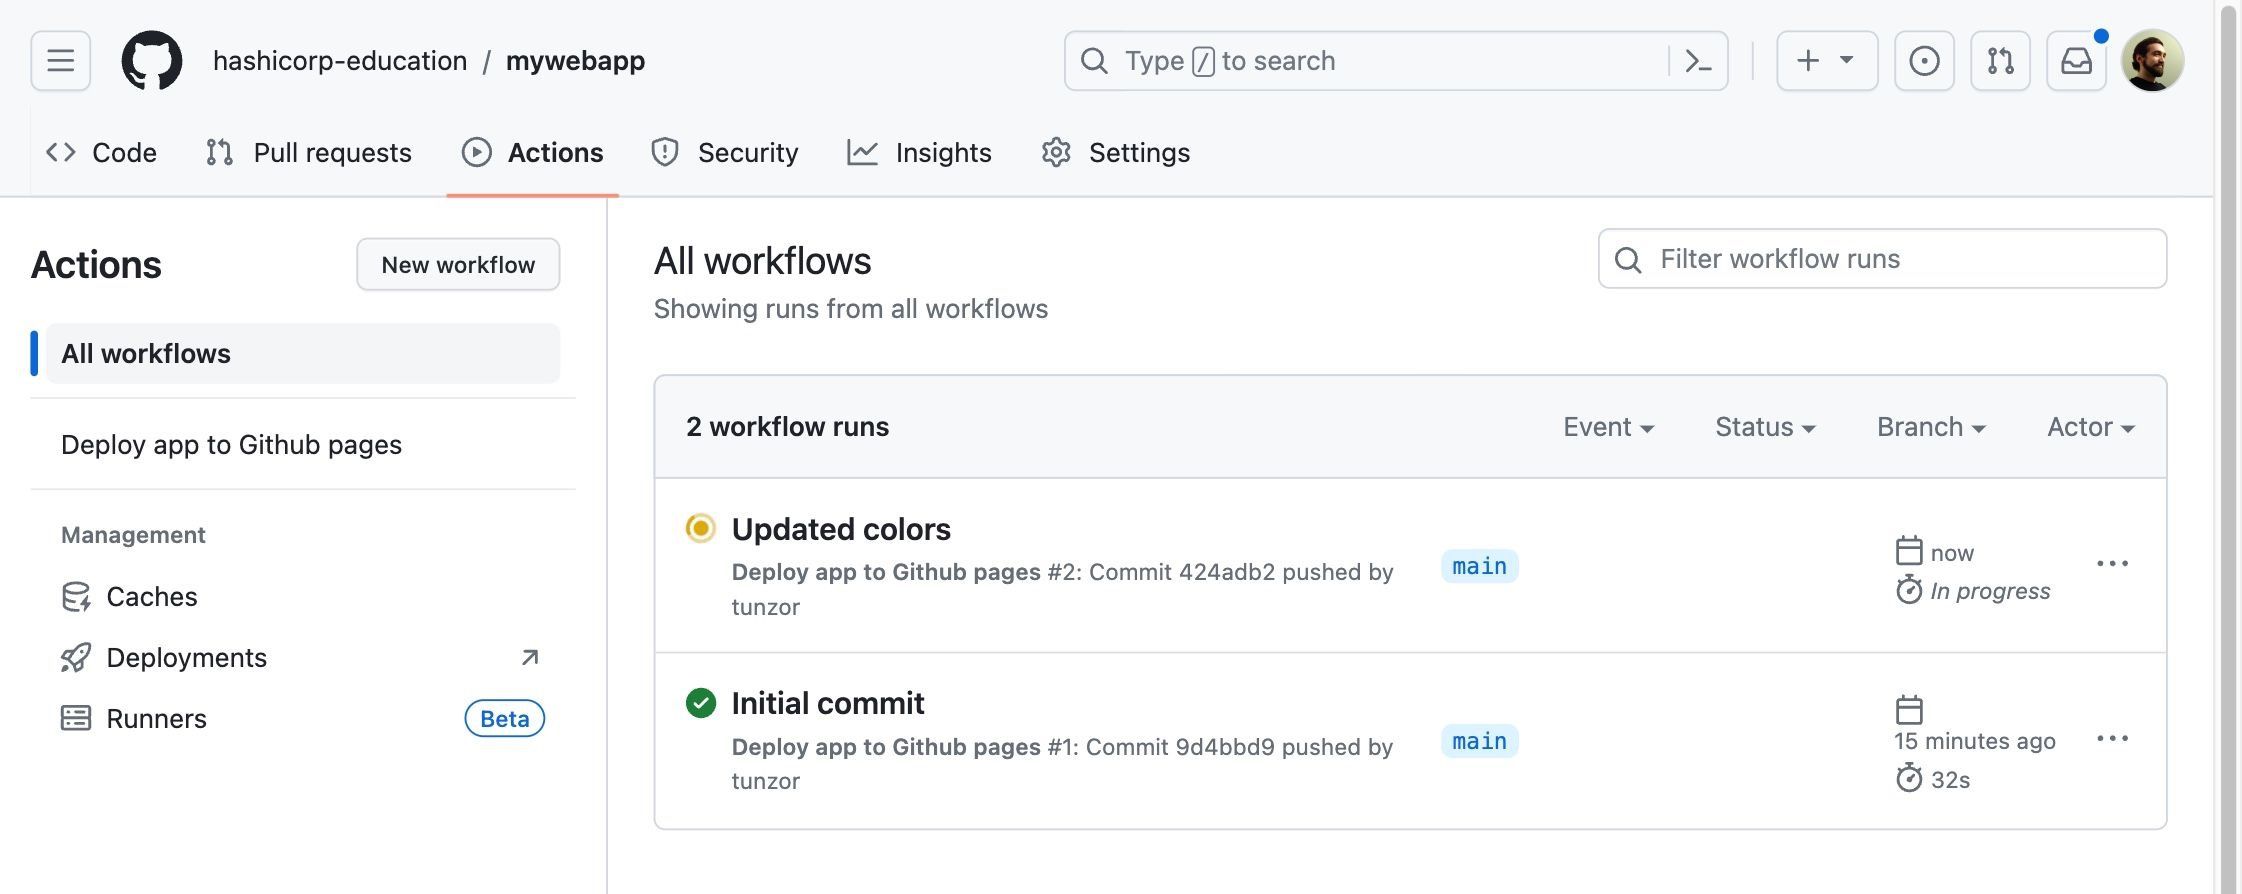 hashicorp-education / mywebapp
Type / to search
Code
Pull requests
Actions
Security
Insights
Settings
Actions
New workflow
All workflows
Deploy app to Github pages
Management
Caches
Deployments
Runners
Beta
All workflows
Showing runs from all workflows
Filter workflow runs
2 workflow runs
Event
Status
Branch
Actor
Updated colors
Deploy app to Github pages #2: Commit 424adb2 pushed by
tunzor
main
now
In progress
Initial commit
Deploy app to Github pages #1: Commit 9d4bbd9 pushed by
tunzor
main
15 minutes ago
32s